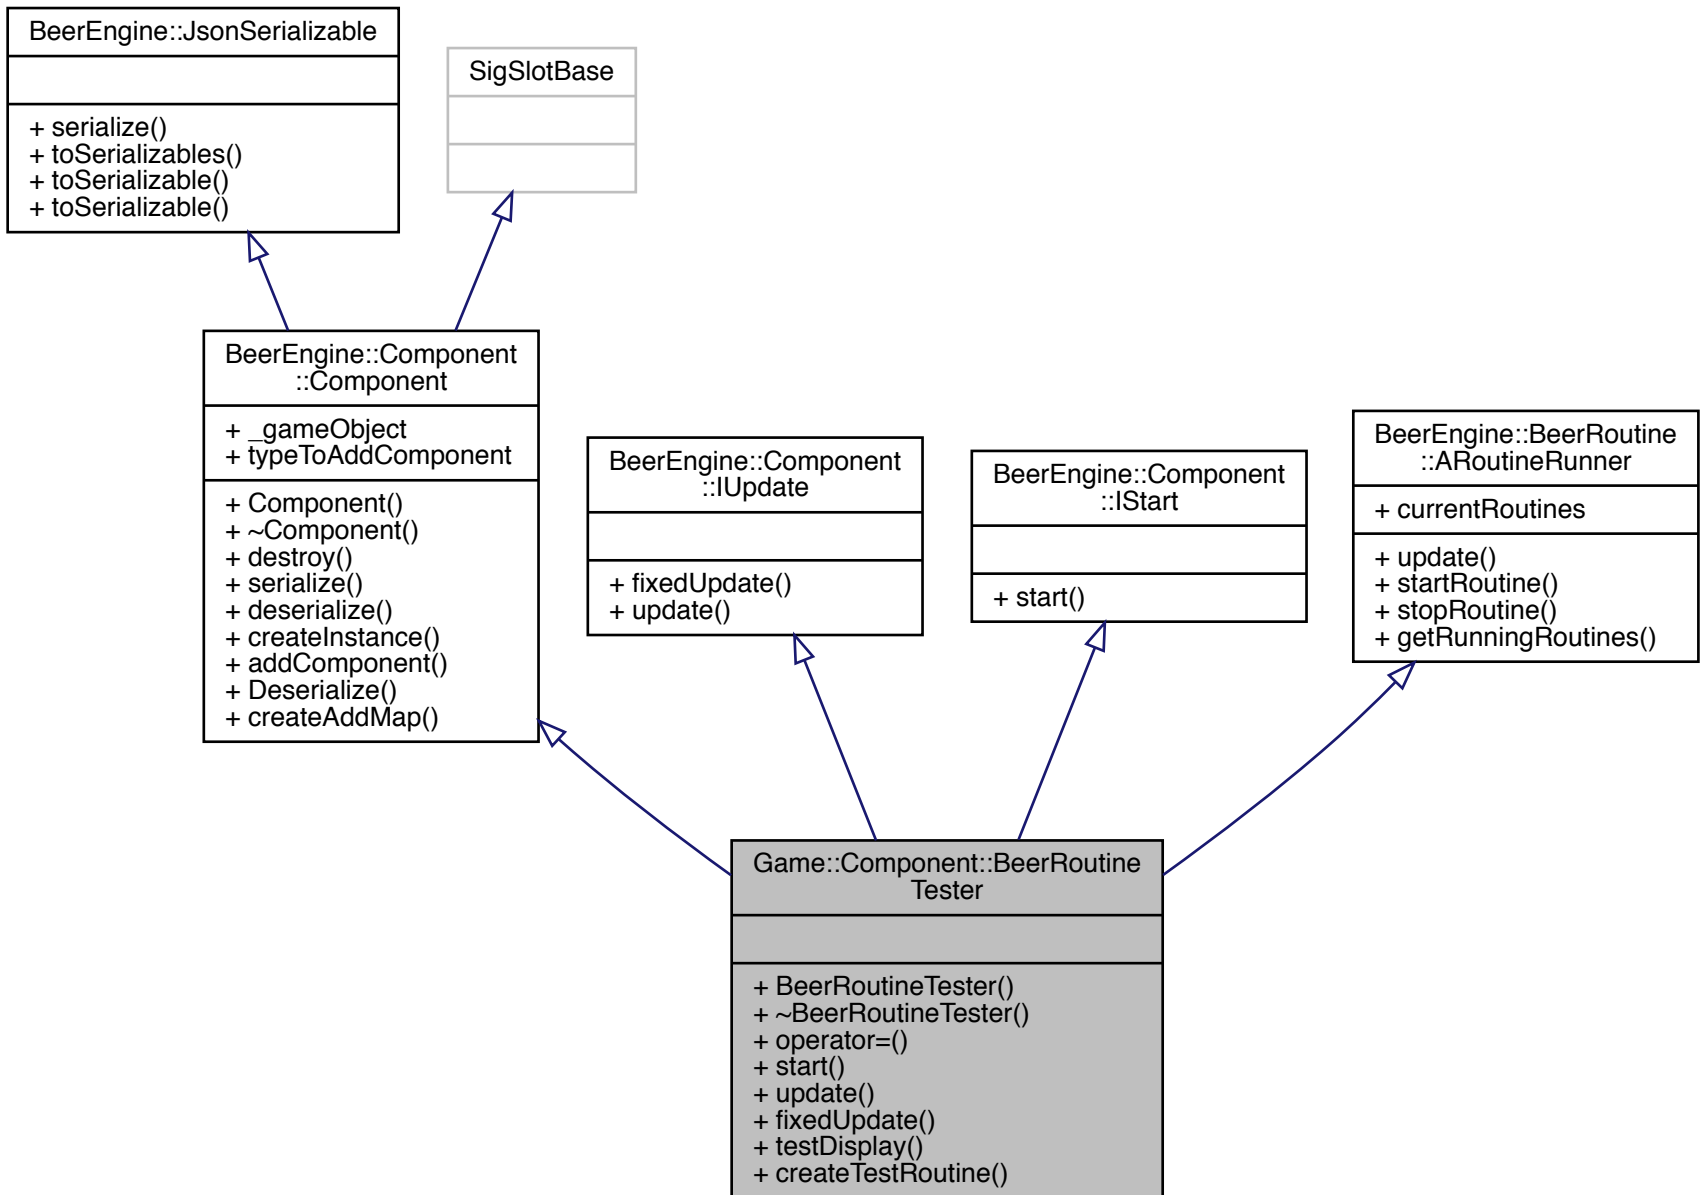 BeerEngine::JsonSerializable
+ serialize()
+ toSerializables()
+ toSerializable()
+ toSerializable()
SigSlotBase
BeerEngine::Component
::Component
+ _gameObject
+ typeToAddComponent
+ Component()
+ ~Component()
+ destroy()
+ serialize()
+ deserialize()
+ createInstance()
+ addComponent()
+ Deserialize()
+ createAddMap()
BeerEngine::Component
::IUpdate
+ fixedUpdate()
+ update()
BeerEngine::Component
::IStart
+ start()
BeerEngine::BeerRoutine
::ARoutineRunner
+ currentRoutines
+ update()
+ startRoutine()
+ stopRoutine()
+ getRunningRoutines()
Game::Component::BeerRoutine
Tester
+ BeerRoutineTester()
+ ~BeerRoutineTester()
+ operator=()
+ start()
+ update()
+ fixedUpdate()
+ testDisplay()
+ createTestRoutine()